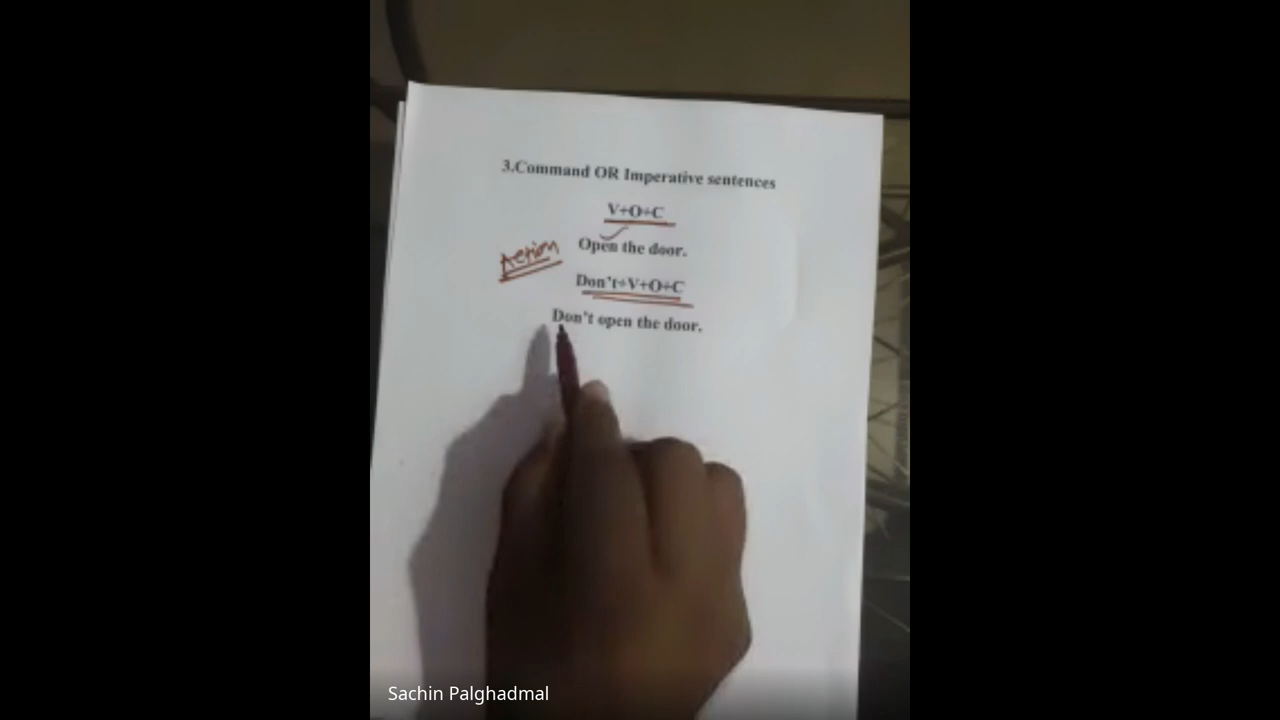 3.Command OR Imperative sentences
V+O+C
Open the door.
Action
Don't+V+O+C
Don't open the door.
Sachin Palghadmal